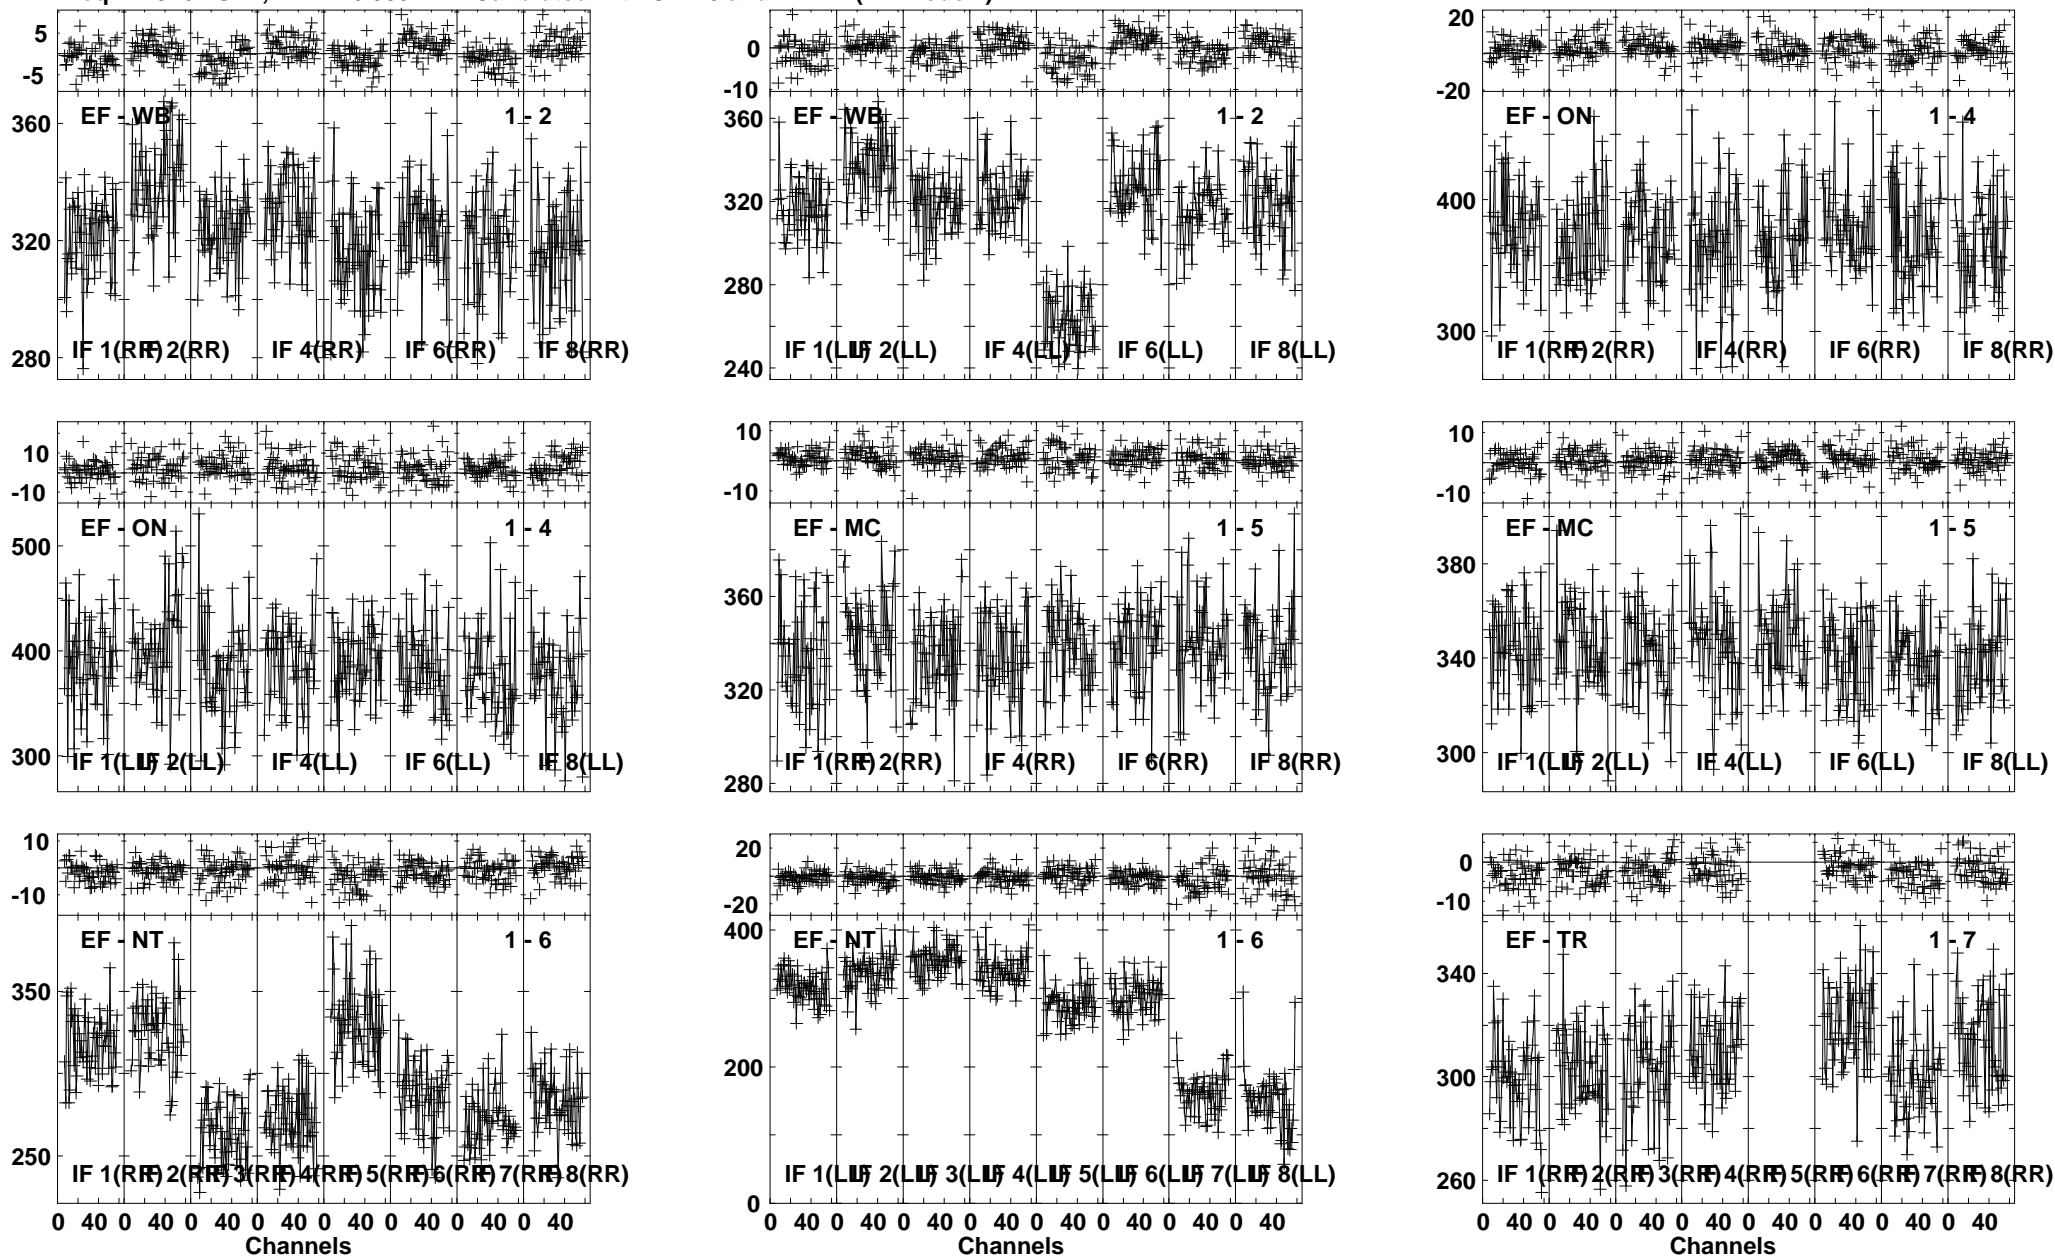 5
-5
EF - WB 1 - 2
360
320
280
IF 1(RR) IF 2(RR) IF 4(RR) IF 6(RR) IF 8(RR)
0
-10
EF - WB 1 - 2
360
320
280
240
IF 1(LL) IF 2(LL) IF 4(LL) IF 6(LL) IF 8(LL)
20
0
-20
EF - ON 1 - 4
400
300
IF 1(RR) IF 2(RR) IF 4(RR) IF 6(RR) IF 8(RR)
10
-10
EF - ON 1 - 4
500
400
300
IF 1(LL) IF 2(LL) IF 4(LL) IF 6(LL) IF 8(LL)
10
-10
EF - MC 1 - 5
360
320
280
IF 1(RR) IF 2(RR) IF 4(RR) IF 6(RR) IF 8(RR)
10
-10
EF - MC 1 - 5
380
340
300
IF 1(LL) IF 2(LL) IF 4(LL) IF 6(LL) IF 8(LL)
10
-10
EF - NT 1 - 6
350
250
IF 1(RR) IF 2(RR) IF 3(RR) IF 4(RR) IF 5(RR) IF 6(RR) IF 7(RR) IF 8(RR)
0 40 0 40 0 40 0 40 0 40 0 40 0 40 0 40
Channels
20
-20
EF - NT 1 - 6
400
200
0
IF 1(LL) IF 2(LL) IF 3(LL) IF 4(LL) IF 5(LL) IF 6(LL) IF 7(LL) IF 8(LL)
0 40 0 40 0 40 0 40 0 40 0 40 0 40 0 40
Channels
0
-10
EF - TR 1 - 7
340
300
260
IF 1(RR) IF 2(RR) IF 3(RR) IF 4(RR) IF 5(RR) IF 6(RR) IF 7(RR) IF 8(RR)
0 40 0 40 0 40 0 40 0 40 0 40 0 40 0 40
Channels